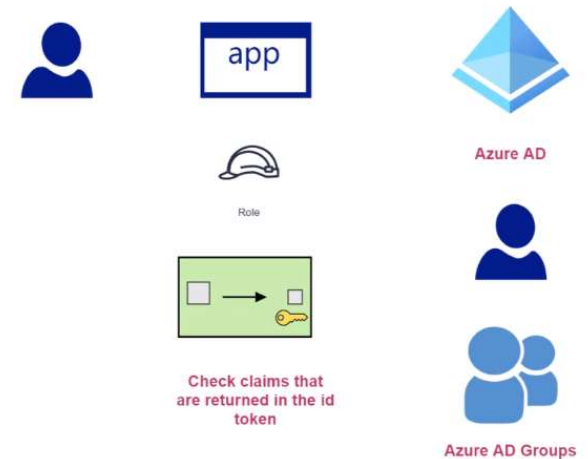 app
Azure AD
Role
Check claims that
are returned in the id
token
Azure AD Groups